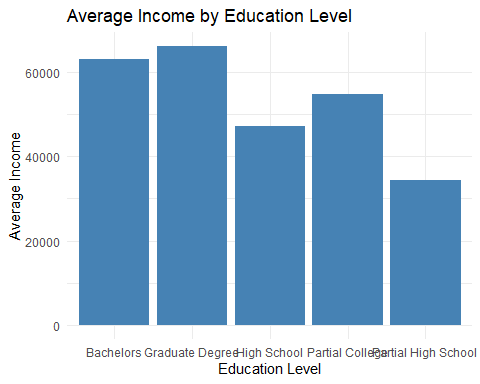 Average Income by Education Level
Average Income
60000
40000
20000
0
Bachelors Graduate Degree High School Partial College Partial High School
Education Level